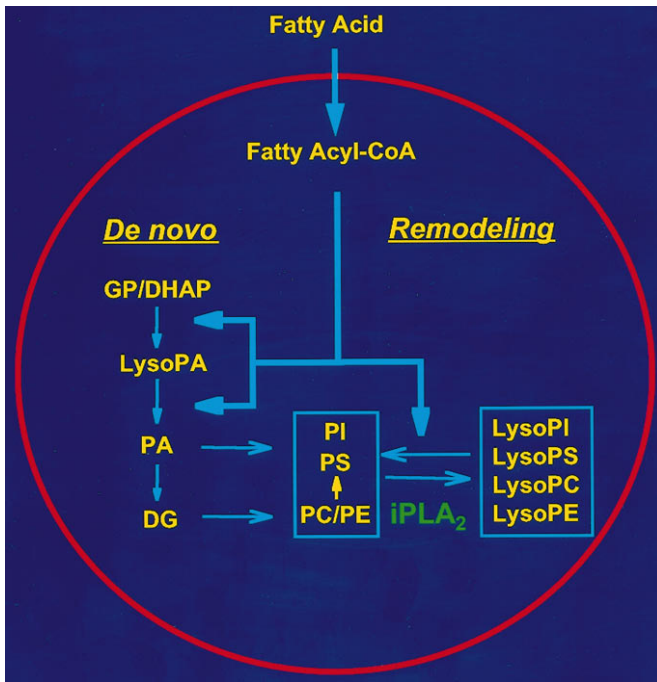 Fatty Acid
Fatty Acyl-CoA
De novo
Remodeling
GP/DHAP
LysoPA
PA
DG
PI
PS
PC/PE
iPLA₂
LysoPI
LysoPS
LysoPC
LysoPE